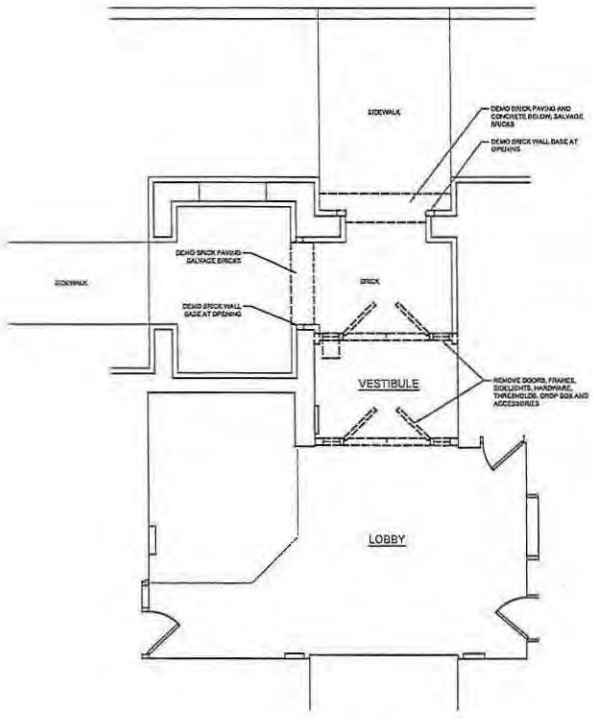 SIDEWALK
DEMO BRICK PAVING AND
CONCRETE BELOW, SALVAGE
BRICKS
DEMO BRICK WALL BASE AT
OPENING
DEMO BRICK PAVING
SALVAGE BRICKS
SIDEWALK
BRICK
DEMO BRICK WALL
BASE AT OPENING
VESTIBULE
REMOVE DOORS, FRAMES,
SIDELIGHTS, HARDWARE,
THRESHOLDS, DROP BOX AND
ACCESSORIES
LOBBY